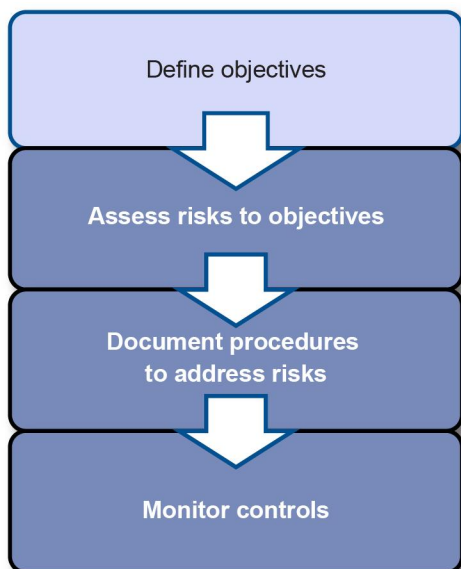 Define objectives
Assess risks to objectives
Document procedures
to address risks
Monitor controls